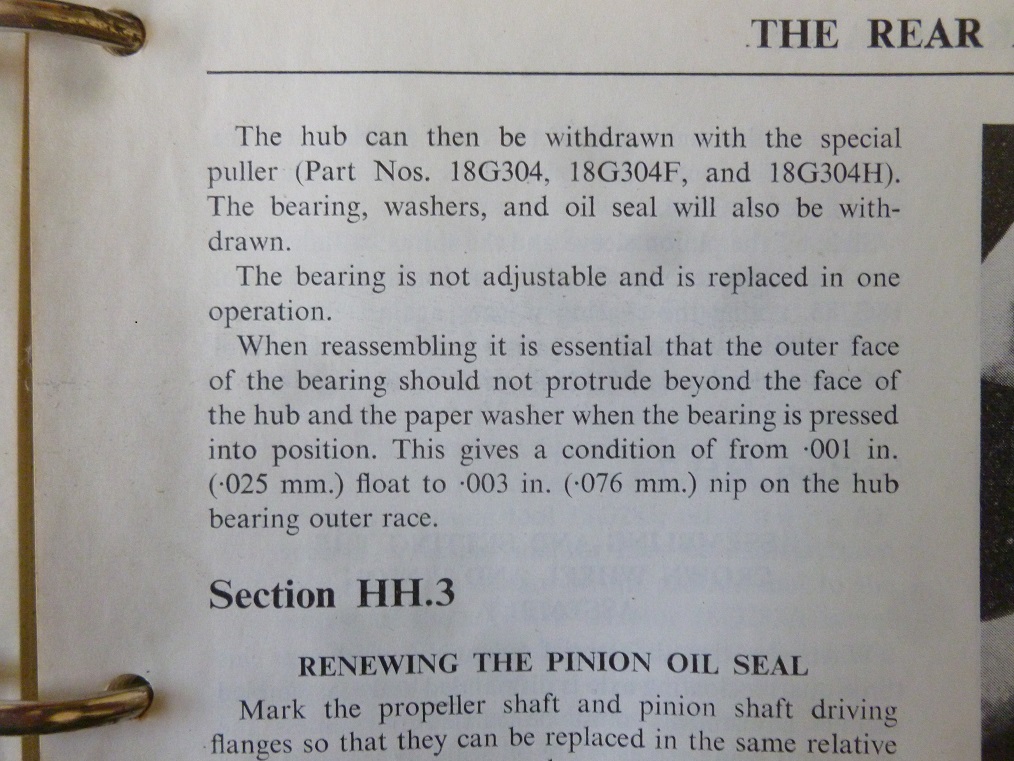 THE REAR
The hub can then be withdrawn with the special
puller (Part Nos. 18G304, 18G304F, and 18G304H).
The bearing, washers, and oil seal will also be with-
drawn.
The bearing is not adjustable and is replaced in one
operation.
When reassembling it is essential that the outer face
of the bearing should not protrude beyond the face of
the hub and the paper washer when the bearing is pressed
into position. This gives a condition of from ·001 in.
(·025 mm.) float to ·003 in. (·076 mm.) nip on the hub
bearing outer race.
Section HH.3
RENEWING THE PINION OIL SEAL
Mark the propeller shaft and pinion shaft driving
flanges so that they can be replaced in the same relative